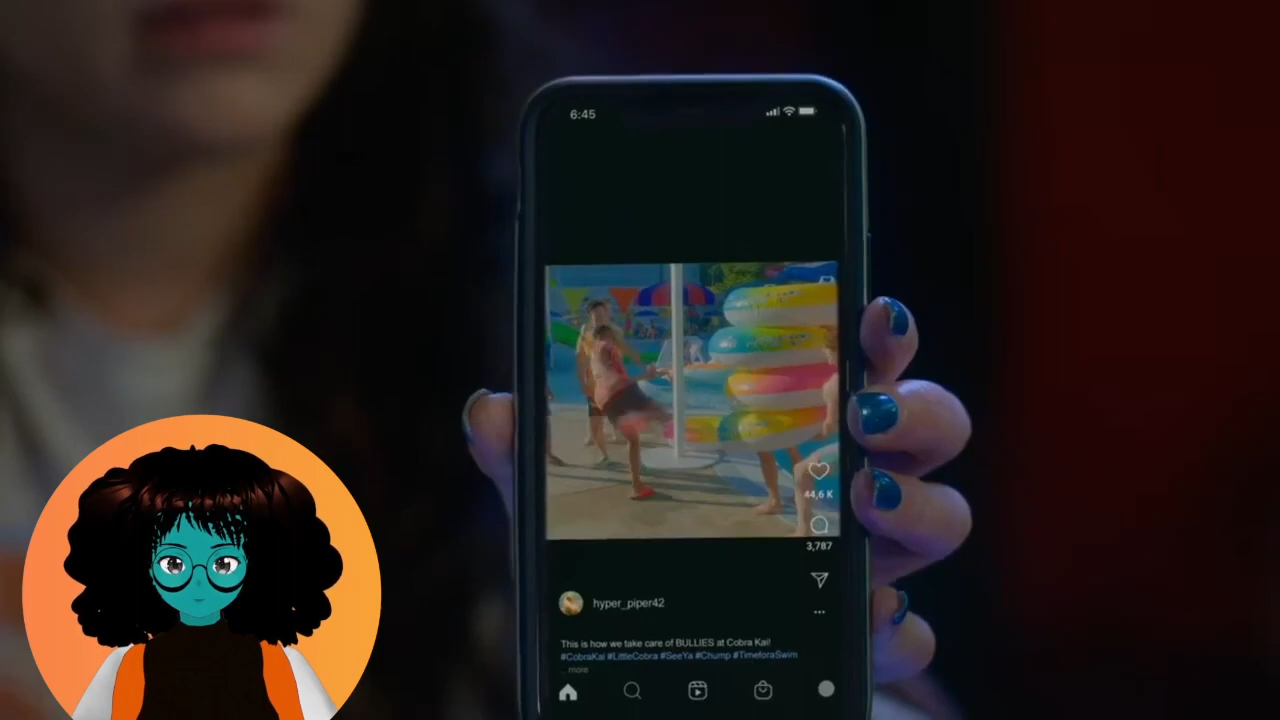 6:45
44,6 K
3,787
hyper_piper42
This is how we take care of BULLIES at Cobra Kai!
#CobraKai #LittleCobra #SeeYa #Chump #TimeforaSwim
... more